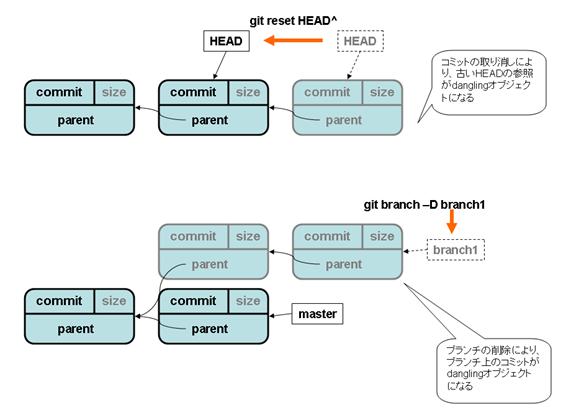 git reset HEAD^
HEAD
HEAD
コミットの取り消しによ
り、古いHEADの参照
がdanglingオブジェク
トになる
commit size
parent
commit size
parent
commit size
parent
git branch –D branch1
commit size
parent
commit size
parent
branch1
commit size
parent
commit size
parent
master
ブランチの削除により、
ブランチ上のコミットが
danglingオブジェクト
になる